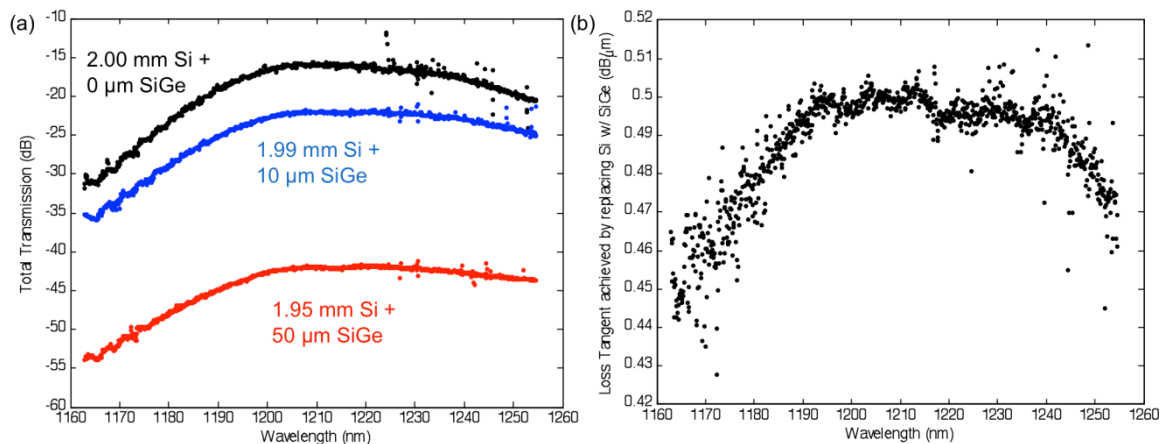 (a)
-10
-15
-20
-25
-30
-35
-40
-45
-50
-55
-60
Total Transmission (dB)
2.00 mm Si +
0 µm SiGe
1.99 mm Si +
10 µm SiGe
1.95 mm Si +
50 µm SiGe
1160 1170 1180 1190 1200 1210 1220 1230 1240 1250 1260
Wavelength (nm)
(b)
0.52
0.51
0.5
0.49
0.48
0.47
0.46
0.45
0.44
0.43
0.42
Loss Tangent achieved by replacing Si w/ SiGe (dB/µm)
1160 1170 1180 1190 1200 1210 1220 1230 1240 1250 1260
Wavelength (nm)